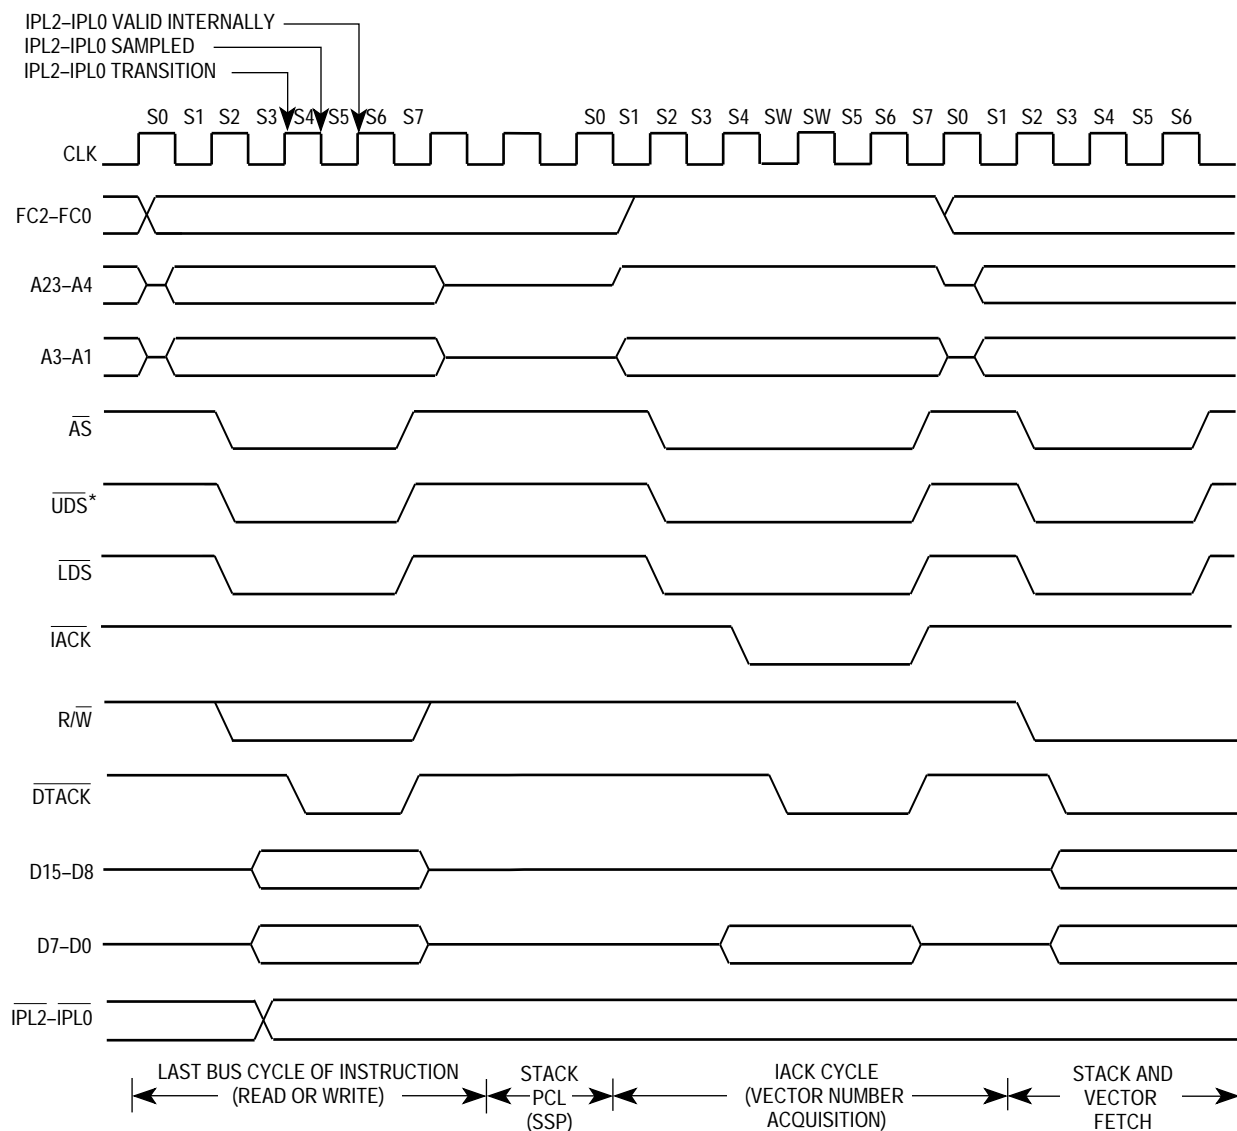 IPL2–IPL0 VALID INTERNALLY
IPL2–IPL0 SAMPLED
IPL2–IPL0 TRANSITION
S0 S1 S2 S3 S4 S5 S6 S7 S0 S1 S2 S3 S4 SW SW S5 S6 S7 S0 S1 S2 S3 S4 S5 S6
CLK
FC2–FC0
A23–A4
A3–A1
AS
UDS*
LDS
IACK
R/W
DTACK
D15–D8
D7–D0
IPL2–IPL0
LAST BUS CYCLE OF INSTRUCTION
(READ OR WRITE)
STACK
PCL
(SSP)
IACK CYCLE
(VECTOR NUMBER
ACQUISITION)
STACK AND
VECTOR
FETCH